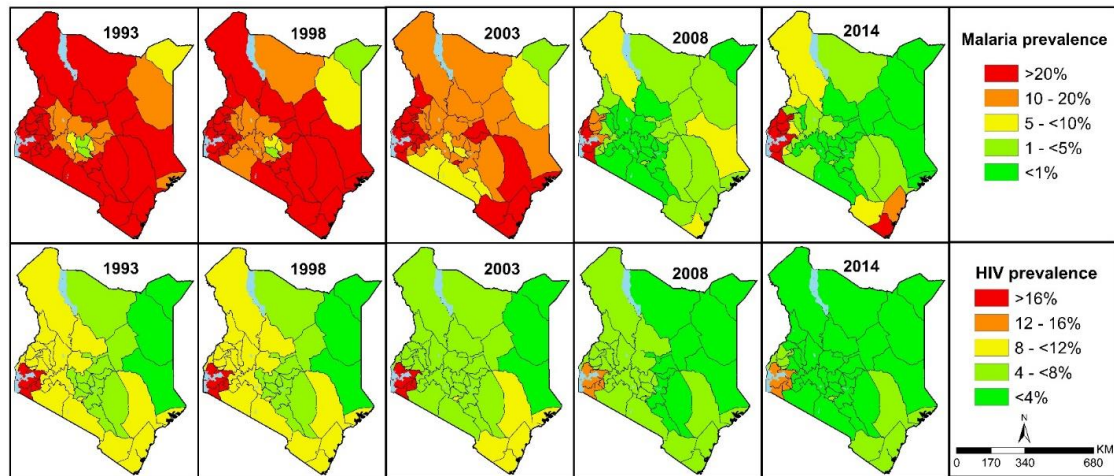 1993
1998
2003
2008
2014
Malaria prevalence
>20%
10 - 20%
5 - <10%
1 - <5%
<1%
1993
1998
2003
2008
2014
HIV prevalence
>16%
12 - 16%
8 - <12%
4 - <8%
<4%
N
KM
0 170 340 680